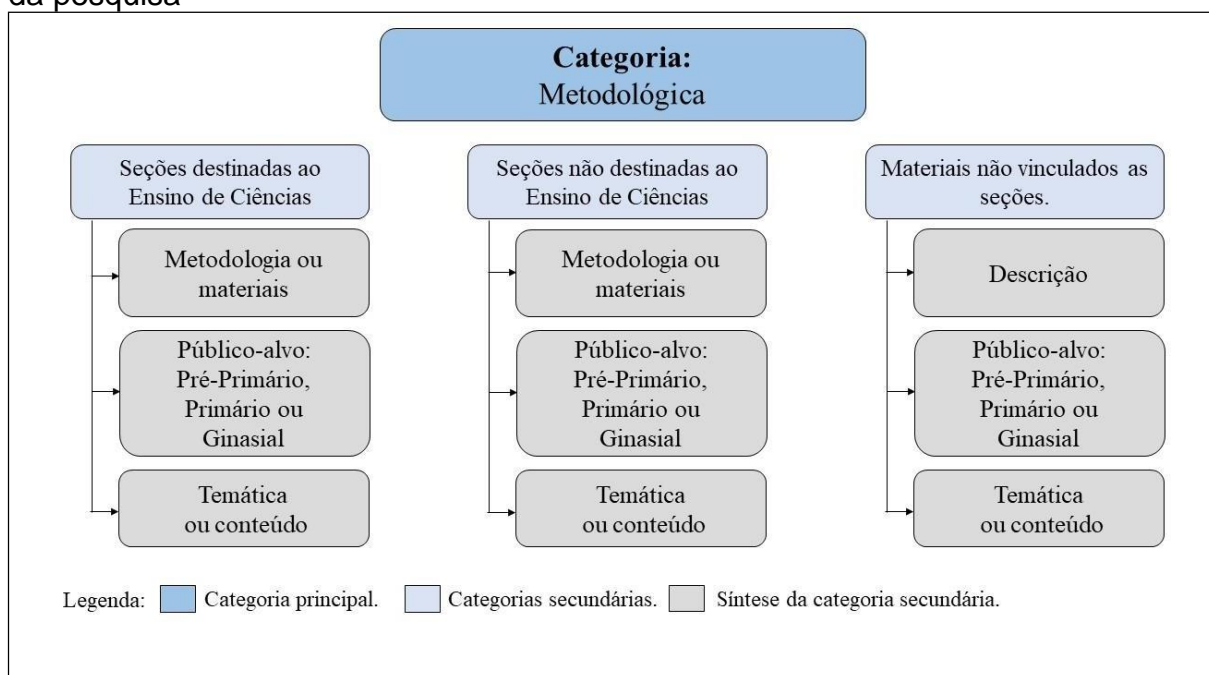 da pesquisa
Categoria:
Metodológica
Seções destinadas ao
Ensino de Ciências
Metodologia ou
materiais
Público-alvo:
Pré-Primário,
Primário ou
Ginasial
Temática
ou conteúdo
Seções não destinadas ao
Ensino de Ciências
Metodologia ou
materiais
Público-alvo:
Pré-Primário,
Primário ou
Ginasial
Temática
ou conteúdo
Materiais não vinculados as
seções.
Descrição
Público-alvo:
Pré-Primário,
Primário ou
Ginasial
Temática
ou conteúdo
Legenda: Categoria principal. Categorias secundárias. Síntese da categoria secundária.